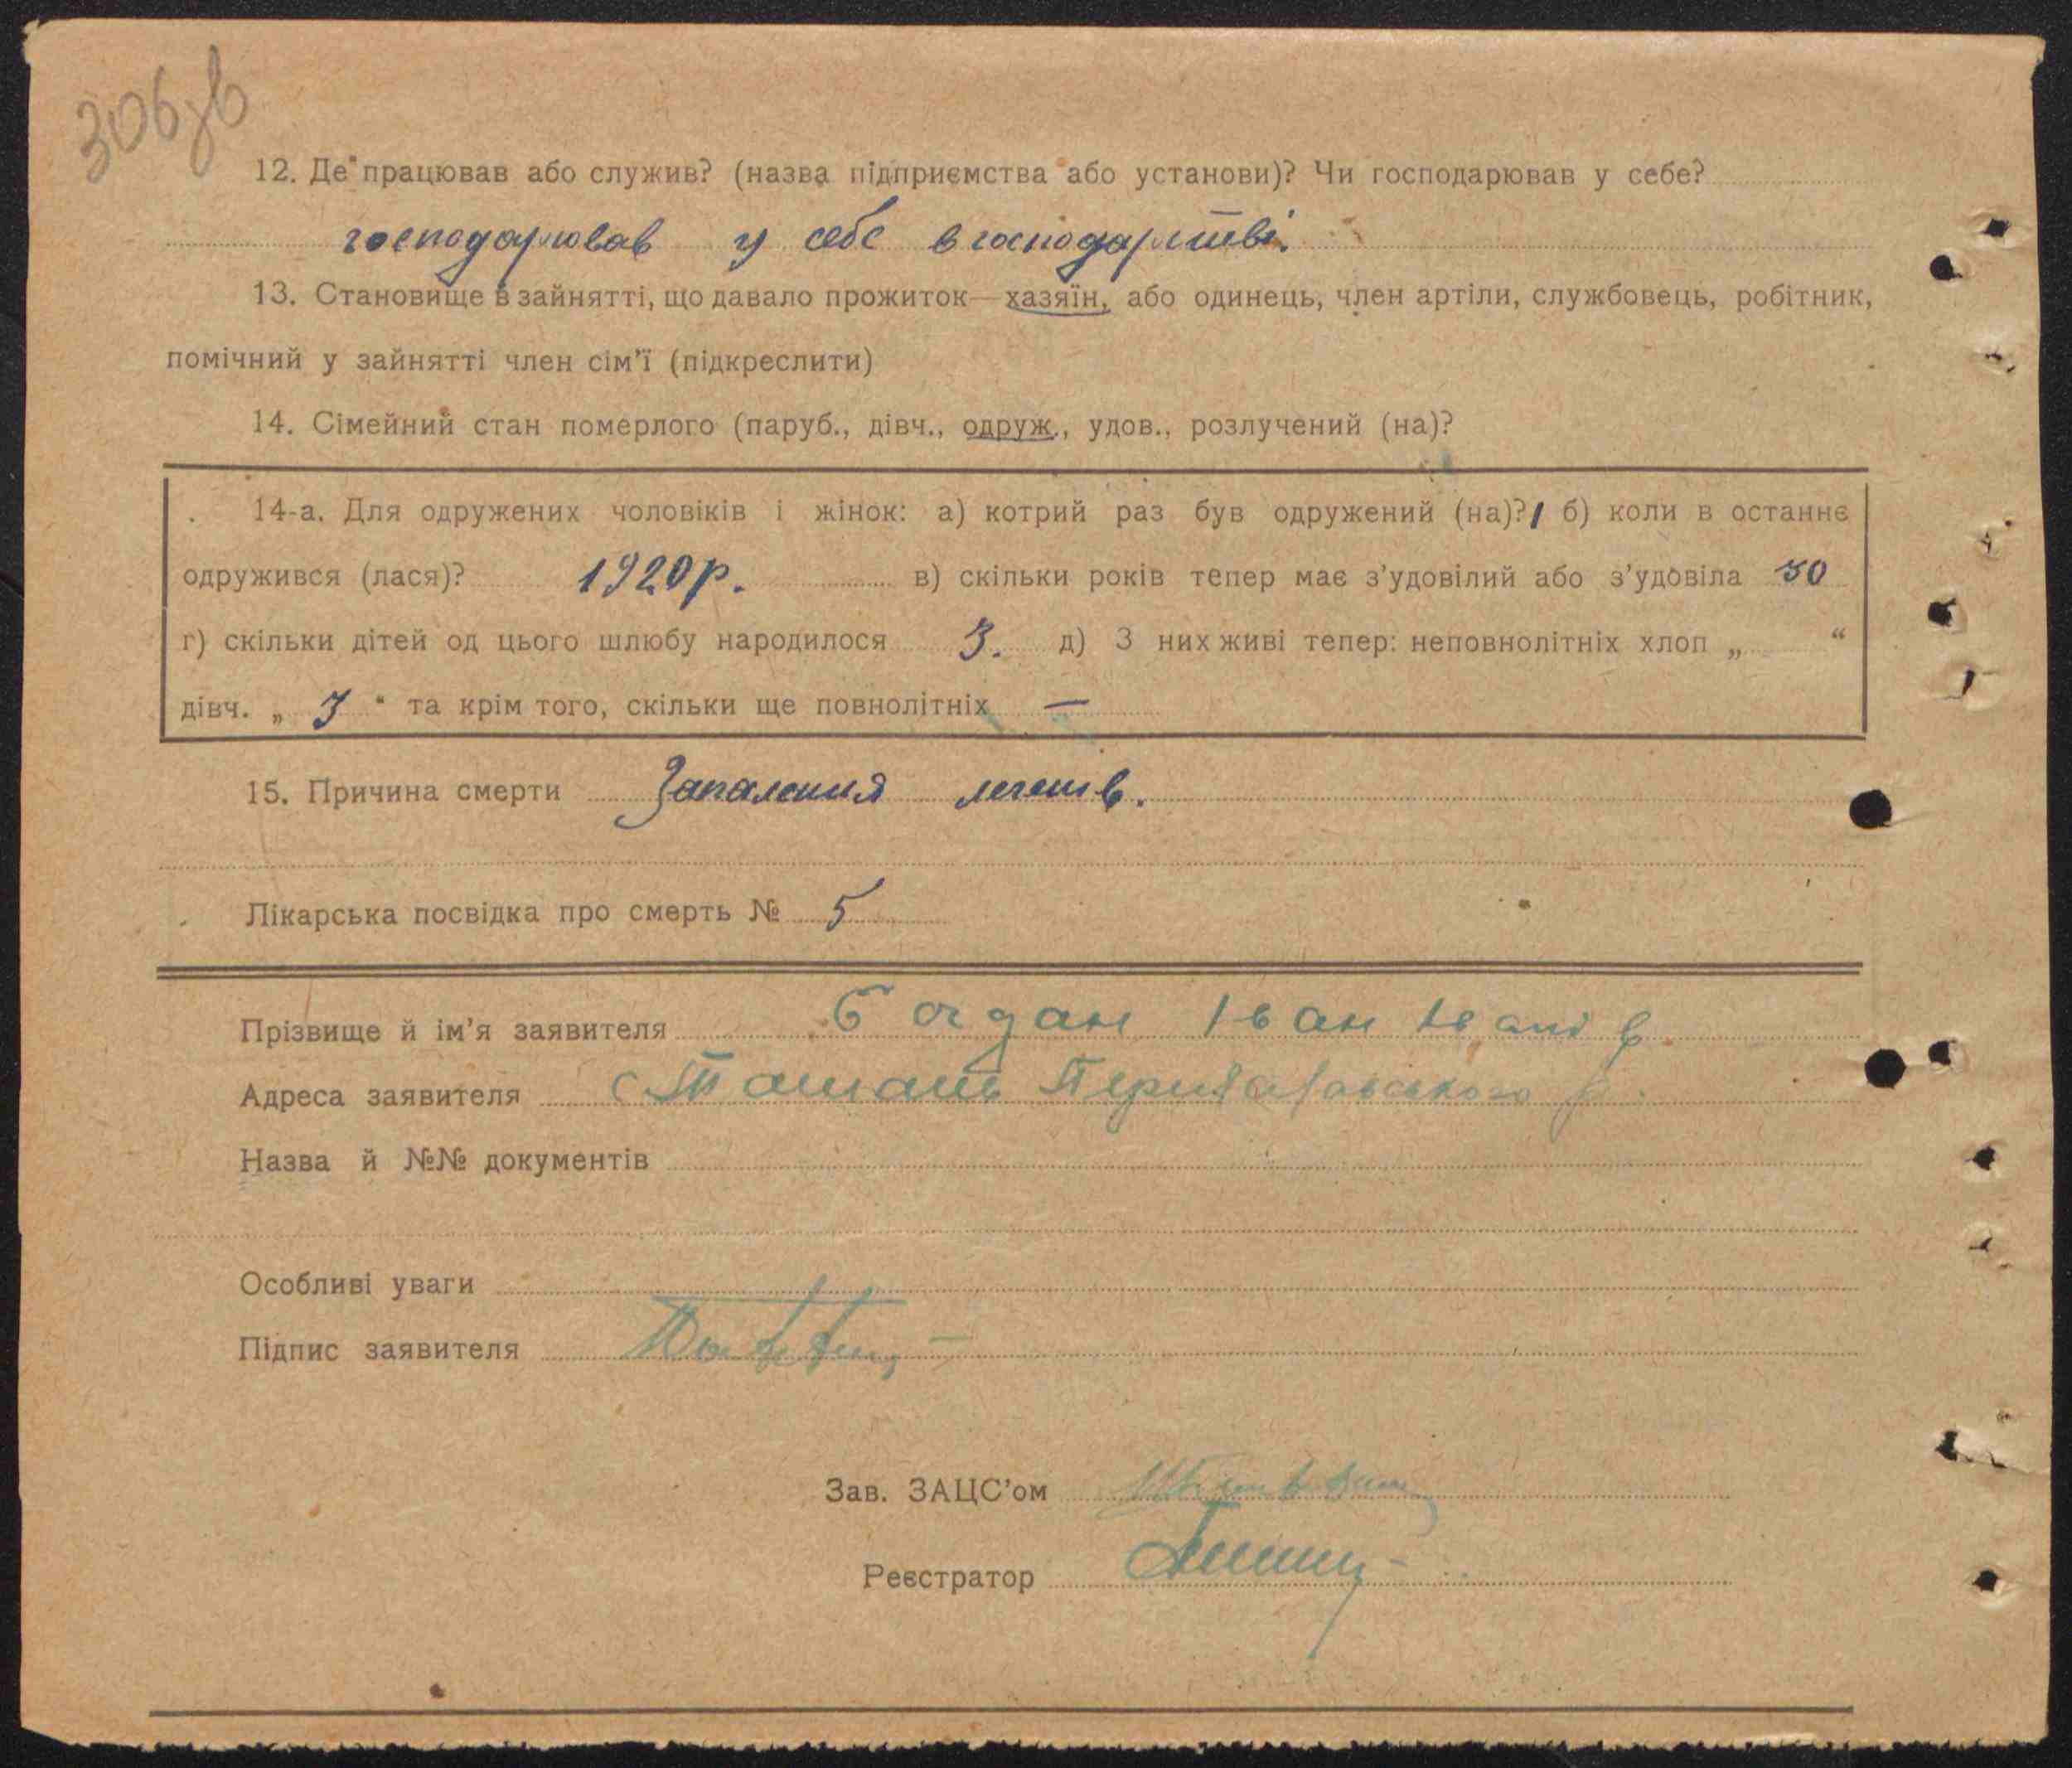 306зв
12. Де працював або служив? (назва підприємства або установи)? Чи господарював у себе?
господарював у себе в господарстві.
13. Становище в зайнятті, що давало прожиток—хазяїн, або одинець, член артіли, службовець, робітник,
помічний у зайнятті член сім'ї (підкреслити)
14. Сімейний стан померлого (паруб., дівч., одруж., удов., розлучений (на)?
14-а. Для одружених чоловіків і жінок: а) котрий раз був одружений (на)? 1 б) коли в останнє
одружився (лася)? 1920 р. в) скільки років тепер має з'удовілий або з'удовіла 30
г) скільки дітей од цього шлюбу народилося 3. д) З них живі тепер: неповнолітніх хлоп „ “
дівч. „ 3 “ та крім того, скільки ще повнолітніх —
15. Причина смерти Запалення легенів.
Лікарська посвідка про смерть № 5
Прізвище й ім'я заявителя Богдан Іван
Адреса заявителя с. Ташань
Назва й №№ документів
Особливі уваги
Підпис заявителя
Зав. ЗАЦС'ом
Реєстратор